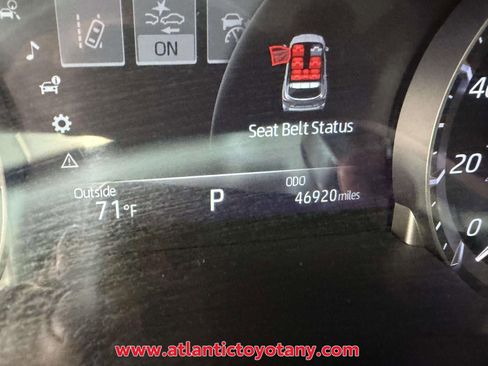 ON
Seat Belt Status
40
20
0
Outside
71°F
P
ODO
46920 miles
www.atlantictoyotany.com